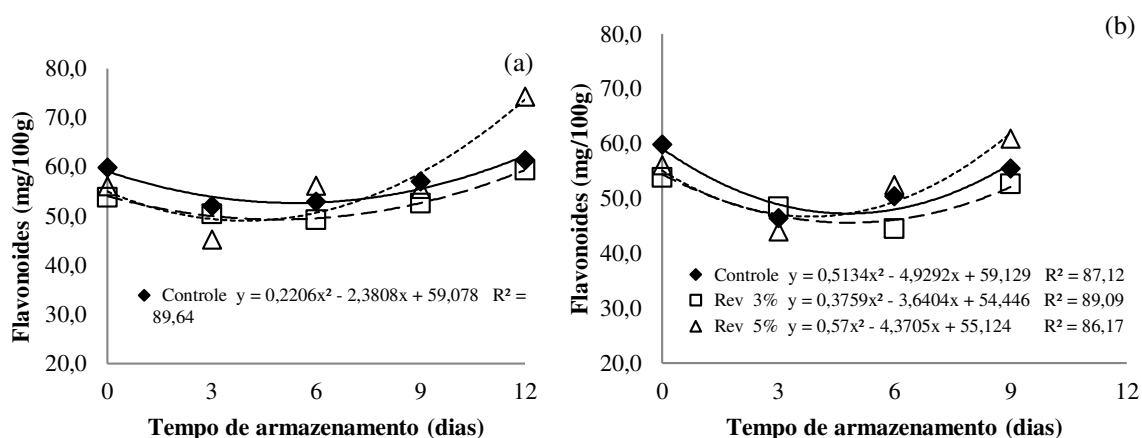 (a)
Flavonoides (mg/100g)
80,0
70,0
60,0
50,0
40,0
30,0
20,0
Controle y = 0,2206x² - 2,3808x + 59,078 R² =
89,64
0 3 6 9 12
Tempo de armazenamento (dias)
(b)
Flavonoides (mg/100g)
80,0
70,0
60,0
50,0
40,0
30,0
20,0
Controle y = 0,5134x² - 4,9292x + 59,129 R² = 87,12
Rev 3% y = 0,3759x² - 3,6404x + 54,446 R² = 89,09
Rev 5% y = 0,57x² - 4,3705x + 55,124 R² = 86,17
0 3 6 9 12
Tempo de armazenamento (dias)